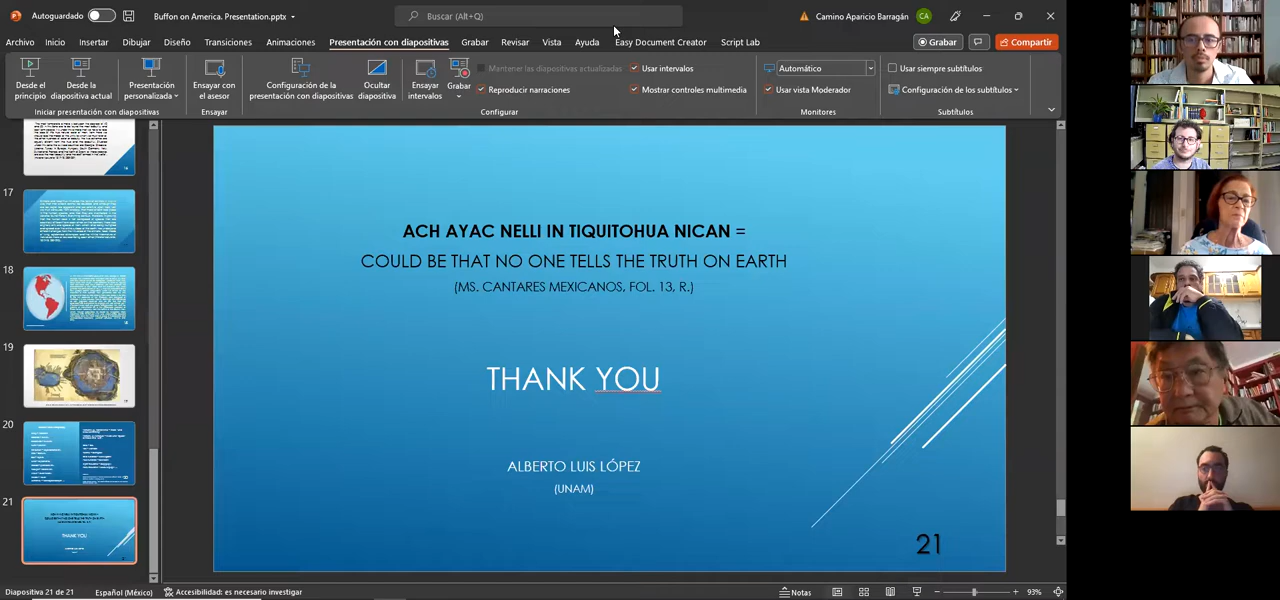 Autoguardado
Buffon on America. Presentation.pptx
Buscar (Alt+Q)
Camino Aparicio Barragán
CA
Archivo Inicio Insertar Dibujar Diseño Transiciones Animaciones Presentación con diapositivas Grabar Revisar Vista Ayuda Easy Document Creator Script Lab
Grabar
Compartir
Desde el principio
Desde la diapositiva actual
Presentación personalizada
Ensayar con el asesor
Configuración de la presentación con diapositivas
Ocultar diapositiva
Ensayar intervalos
Grabar
Mantener las diapositivas actualizadas
Reproducir narraciones
Usar intervalos
Mostrar controles multimedia
Automático
Usar vista Moderador
Usar siempre subtítulos
Configuración de los subtítulos
Iniciar presentación con diapositivas
Ensayar
Configurar
Monitores
Subtítulos
17
18
19
20
21
ACH AYAC NELLI IN TIQUITOHUA NICAN =
COULD BE THAT NO ONE TELLS THE TRUTH ON EARTH
(MS. CANTARES MEXICANOS, FOL. 13, R.)
THANK YOU
ALBERTO LUIS LÓPEZ
(UNAM)
21
Diapositiva 21 de 21
Español (México)
Accesibilidad: es necesario investigar
Notas
93%